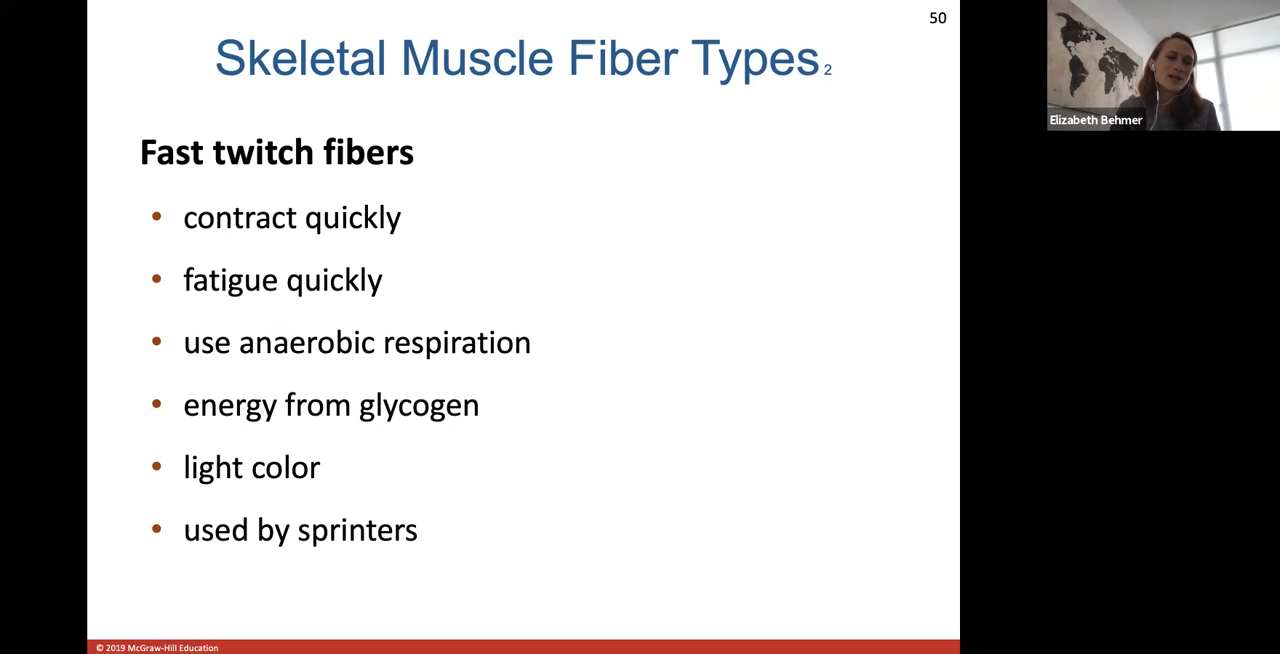 50
Skeletal Muscle Fiber Types 2
Fast twitch fibers
• contract quickly
• fatigue quickly
• use anaerobic respiration
• energy from glycogen
• light color
• used by sprinters
© 2019 McGraw-Hill Education
Elizabeth Behmer